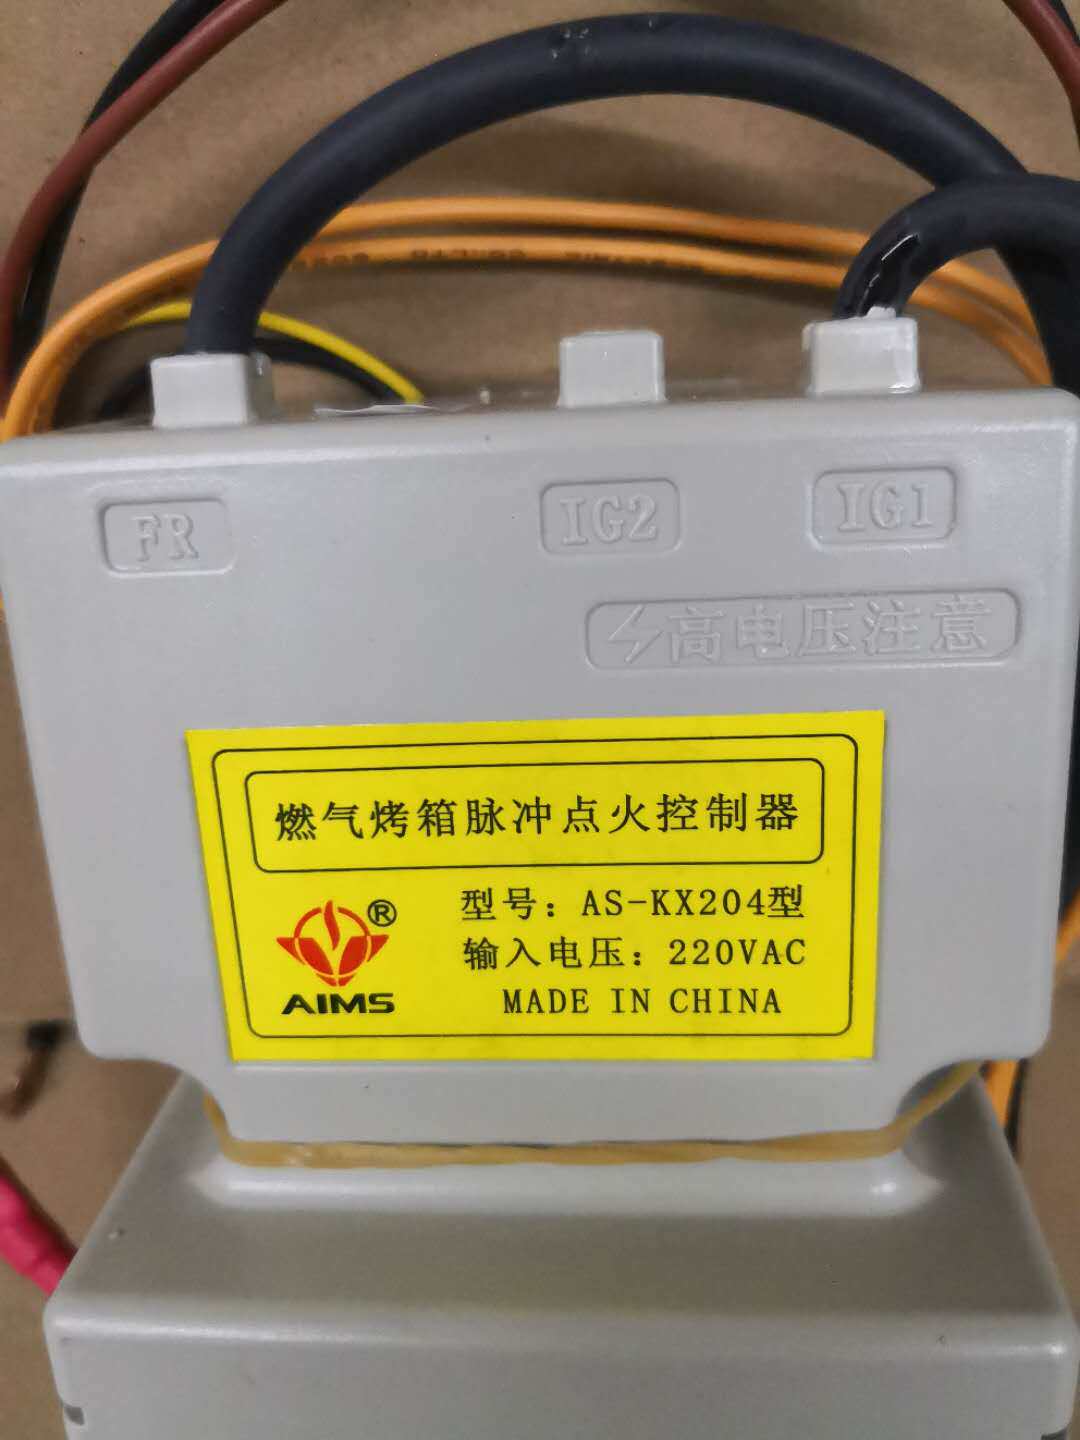 FR
IG2
IG1
高电压注意
燃气烤箱脉冲点火控制器
®
AIMS
型号：AS-KX204型
输入电压：220VAC
MADE IN CHINA